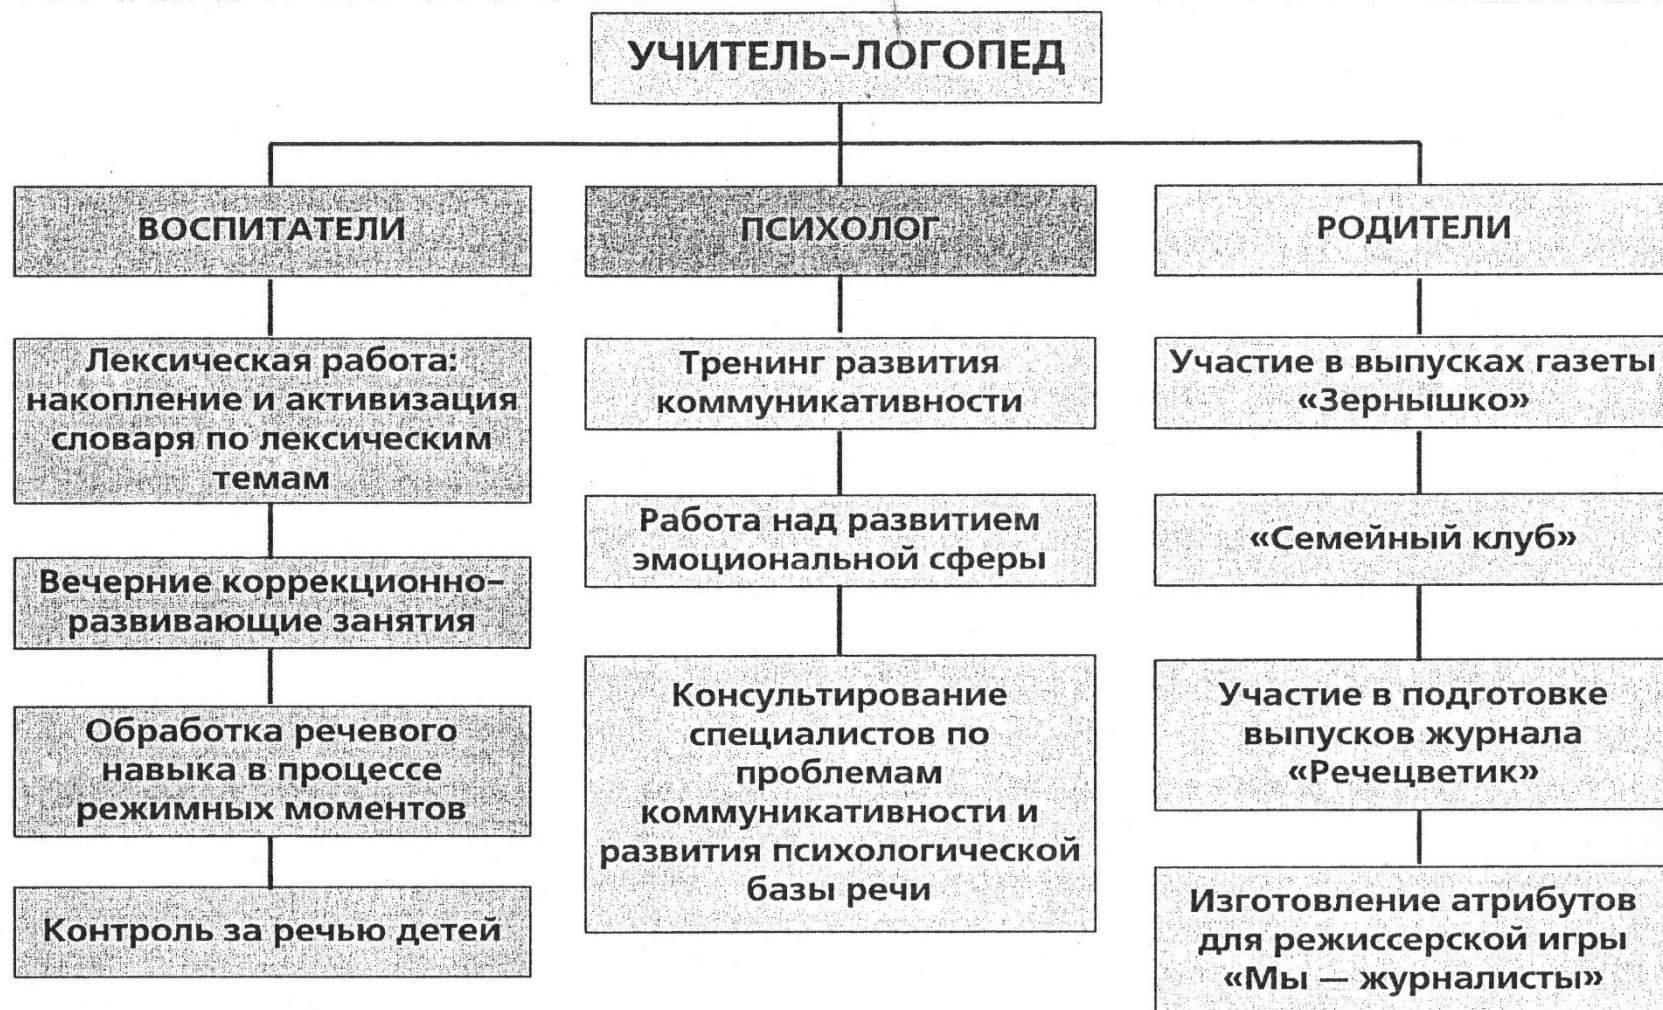 УЧИТЕЛЬ–ЛОГОПЕД
ВОСПИТАТЕЛИ
Лексическая работа:
накопление и активизация
словаря по лексическим
темам
Вечерние коррекционно–
развивающие занятия
Обработка речевого
навыка в процессе
режимных моментов
Контроль за речью детей
ПСИХОЛОГ
Тренинг развития
коммуникативности
Работа над развитием
эмоциональной сферы
Консультирование
специалистов по
проблемам
коммуникативности и
развития психологической
базы речи
РОДИТЕЛИ
Участие в выпусках газеты
«Зернышко»
«Семейный клуб»
Участие в подготовке
выпусков журнала
«Речецветик»
Изготовление атрибутов
для режиссерской игры
«Мы — журналисты»